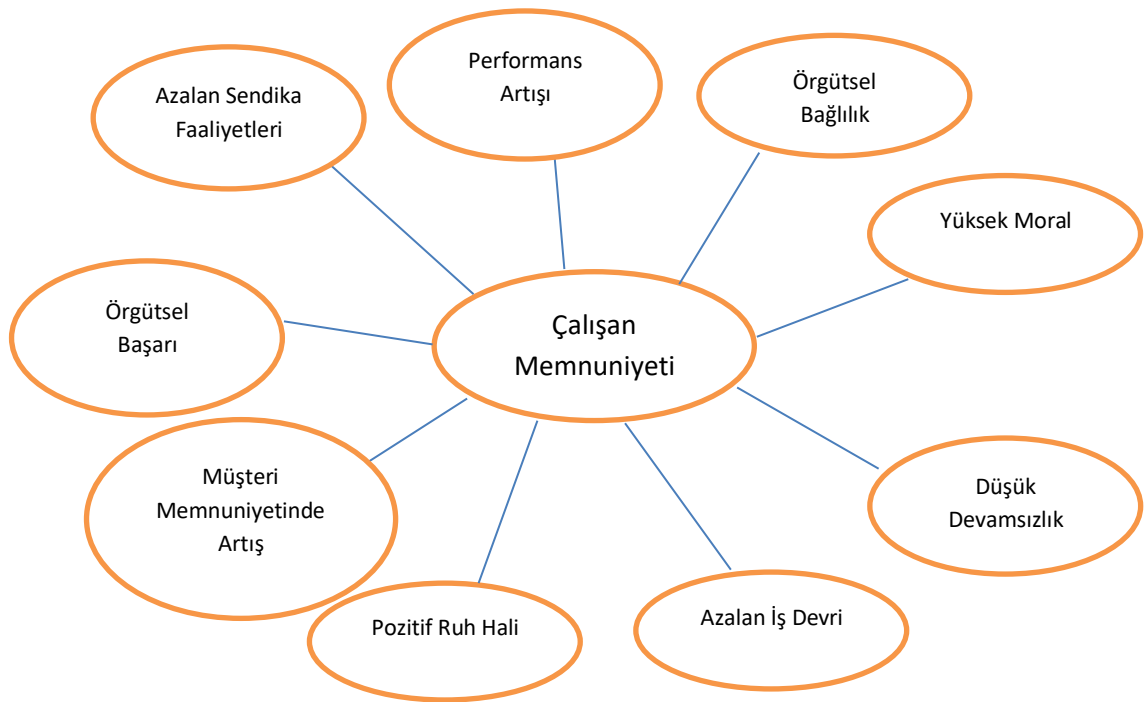 Performans
Artışı
Azalan Sendika
Faaliyetleri
Örgütsel
Bağlılık
Yüksek Moral
Örgütsel
Başarı
Çalışan
Memnuniyeti
Müşteri
Memnuniyetinde
Artış
Düşük
Devamsızlık
Pozitif Ruh Hali
Azalan İş Devri